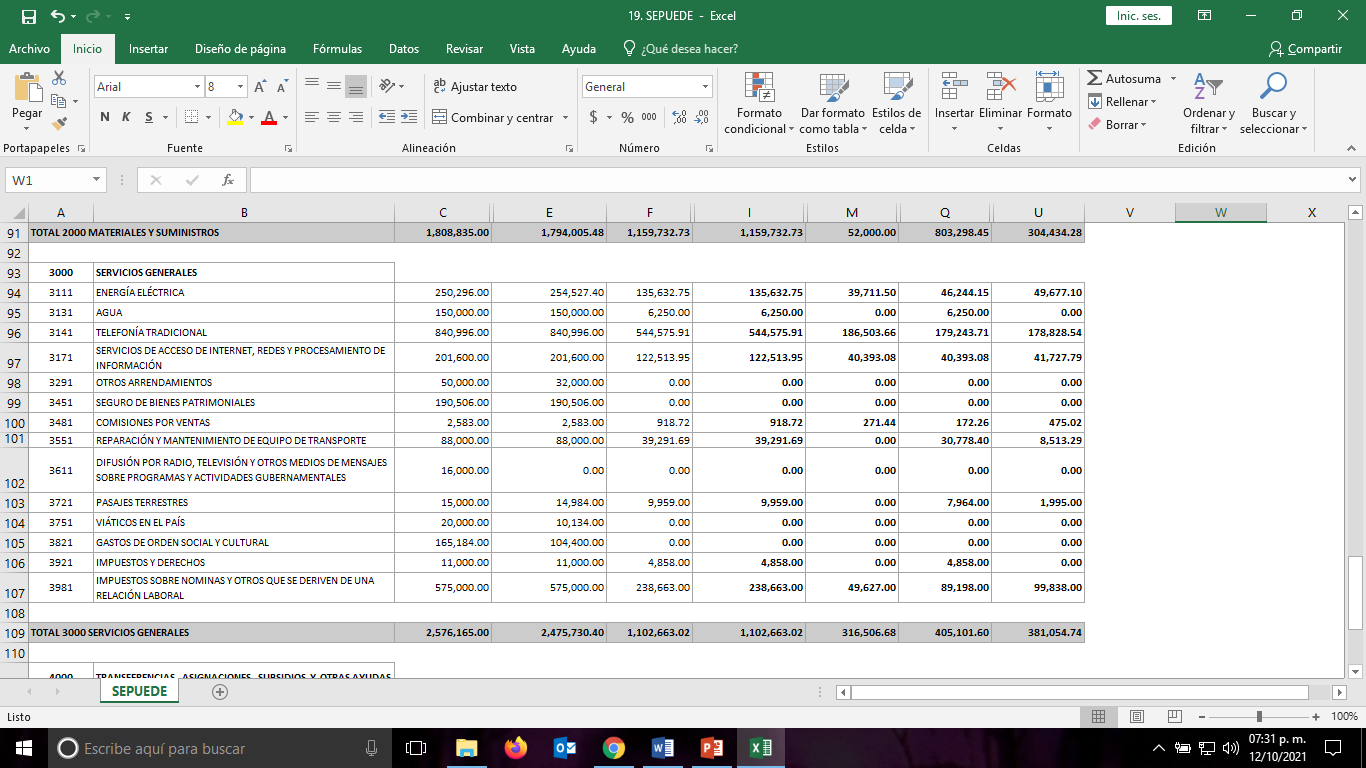 19. SEPUEDE - Excel
Inic. ses.
Archivo Inicio Insertar Diseño de página Fórmulas Datos Revisar Vista Ayuda ¿Qué desea hacer? Compartir
Pegar
Arial 8
N K S
Ajustar texto
Combinar y centrar
General
$ % 000
Formato condicional
Dar formato como tabla
Estilos de celda
Insertar Eliminar Formato
Autosuma
Rellenar
Borrar
Ordenar y filtrar
Buscar y seleccionar
Portapapeles Fuente Alineación Número Estilos Celdas Edición
W1 fx
A B C E F I M Q U V W X
91 TOTAL 2000 MATERIALES Y SUMINISTROS 1,808,835.00 1,794,005.48 1,159,732.73 1,159,732.73 52,000.00 803,298.45 304,434.28
92
93 3000 SERVICIOS GENERALES
94 3111 ENERGÍA ELÉCTRICA 250,296.00 254,527.40 135,632.75 135,632.75 39,711.50 46,244.15 49,677.10
95 3131 AGUA 150,000.00 150,000.00 6,250.00 6,250.00 0.00 6,250.00 0.00
96 3141 TELEFONÍA TRADICIONAL 840,996.00 840,996.00 544,575.91 544,575.91 186,503.66 179,243.71 178,828.54
97 3171 SERVICIOS DE ACCESO DE INTERNET, REDES Y PROCESAMIENTO DE
INFORMACIÓN 201,600.00 201,600.00 122,513.95 122,513.95 40,393.08 40,393.08 41,727.79
98 3291 OTROS ARRENDAMIENTOS 50,000.00 32,000.00 0.00 0.00 0.00 0.00 0.00
99 3451 SEGURO DE BIENES PATRIMONIALES 190,506.00 190,506.00 0.00 0.00 0.00 0.00 0.00
100 3481 COMISIONES POR VENTAS 2,583.00 2,583.00 918.72 918.72 271.44 172.26 475.02
101 3551 REPARACIÓN Y MANTENIMIENTO DE EQUIPO DE TRANSPORTE 88,000.00 88,000.00 39,291.69 39,291.69 0.00 30,778.40 8,513.29
102 3611 DIFUSIÓN POR RADIO, TELEVISIÓN Y OTROS MEDIOS DE MENSAJES
SOBRE PROGRAMAS Y ACTIVIDADES GUBERNAMENTALES 16,000.00 0.00 0.00 0.00 0.00 0.00 0.00
103 3721 PASAJES TERRESTRES 15,000.00 14,984.00 9,959.00 9,959.00 0.00 7,964.00 1,995.00
104 3751 VIÁTICOS EN EL PAÍS 20,000.00 10,134.00 0.00 0.00 0.00 0.00 0.00
105 3821 GASTOS DE ORDEN SOCIAL Y CULTURAL 165,184.00 104,400.00 0.00 0.00 0.00 0.00 0.00
106 3921 IMPUESTOS Y DERECHOS 11,000.00 11,000.00 4,858.00 4,858.00 0.00 4,858.00 0.00
107 3981 IMPUESTOS SOBRE NOMINAS Y OTROS QUE SE DERIVEN DE UNA
RELACIÓN LABORAL 575,000.00 575,000.00 238,663.00 238,663.00 49,627.00 89,198.00 99,838.00
108
109 TOTAL 3000 SERVICIOS GENERALES 2,576,165.00 2,475,730.40 1,102,663.02 1,102,663.02 316,506.68 405,101.60 381,054.74
110
4000 TRANSFERENCIAS, ASIGNACIONES, SUBSIDIOS Y OTRAS AYUDAS
SEPUEDE
Listo 100%
Escribe aquí para buscar
07:31 p. m.
12/10/2021